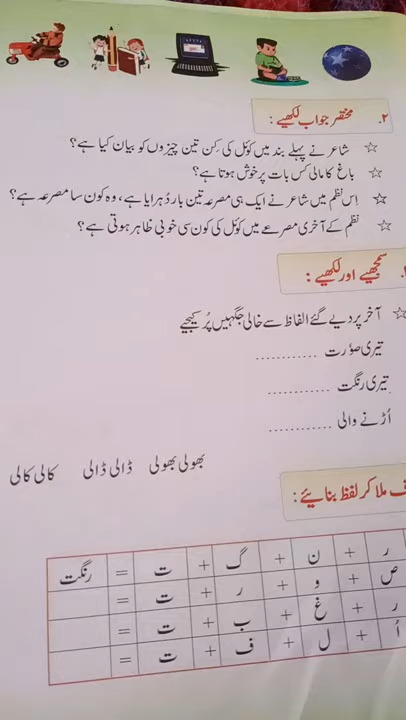 ۲. مختصر جواب لکھیے :
☆ شاعر نے پہلے بند میں کوئل کی کِن تین چیزوں کو بیان کیا ہے؟
☆ باغ کا مالی کس بات پر خوش ہوتا ہے؟
☆ اِس نظم میں شاعر نے ایک ہی مصرعہ تین بار دُہرایا ہے، وہ کون سا مصرعہ ہے؟
☆ نظم کے آخری مصرعے میں کوئل کی کون سی خوبی ظاہر ہوتی ہے؟
سمجھیے اور لکھیے :
☆ آخر پر دیے گئے الفاظ سے خالی جگہیں پُر کیجیے
تیری صوٗرت ............
تیری رنگت ............
اُڑنے والی ............
بھولی بھولی ڈالی ڈالی کالی کالی
ملا کر لفظ بنایئے :
ر + ن + گ + ت = رنگت
ص + و + ر + ت =
ر + غ + ب + ت =
اُ + ل + ف + ت =